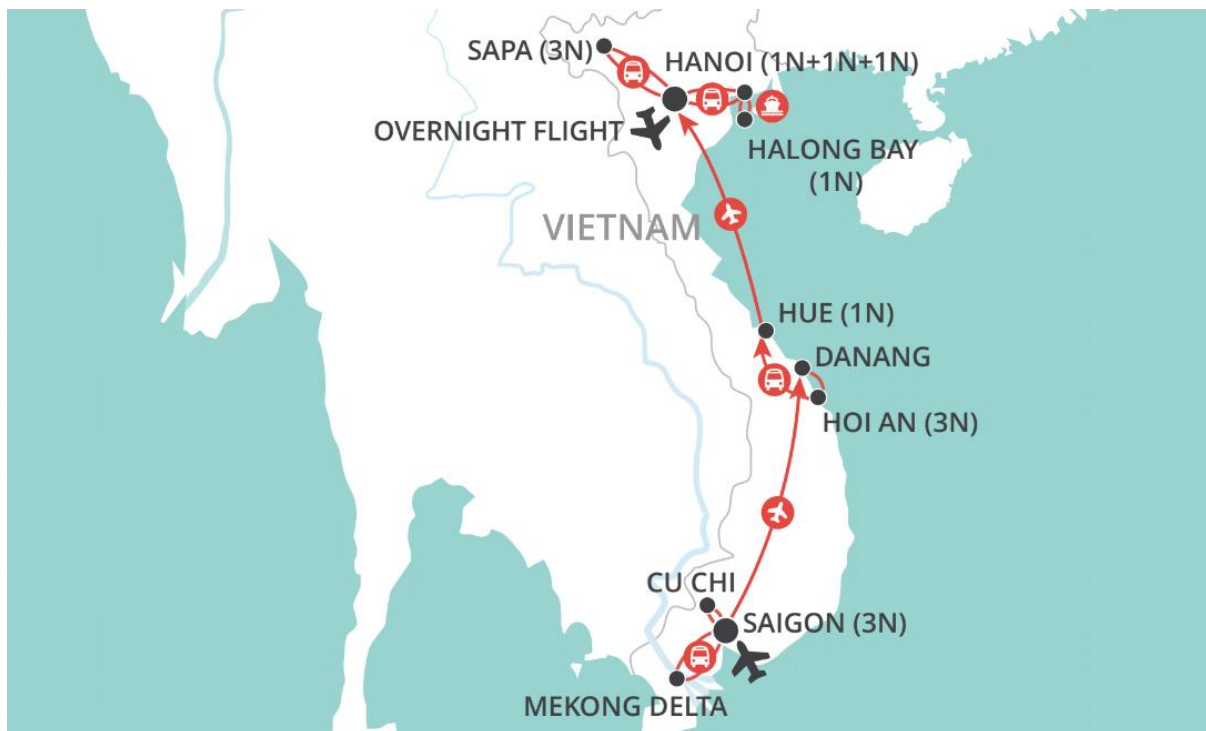 SAPA (3N)
HANOI (1N+1N+1N)
OVERNIGHT FLIGHT
HALONG BAY
(1N)
VIETNAM
HUE (1N)
DANANG
HOI AN (3N)
CU CHI
SAIGON (3N)
MEKONG DELTA